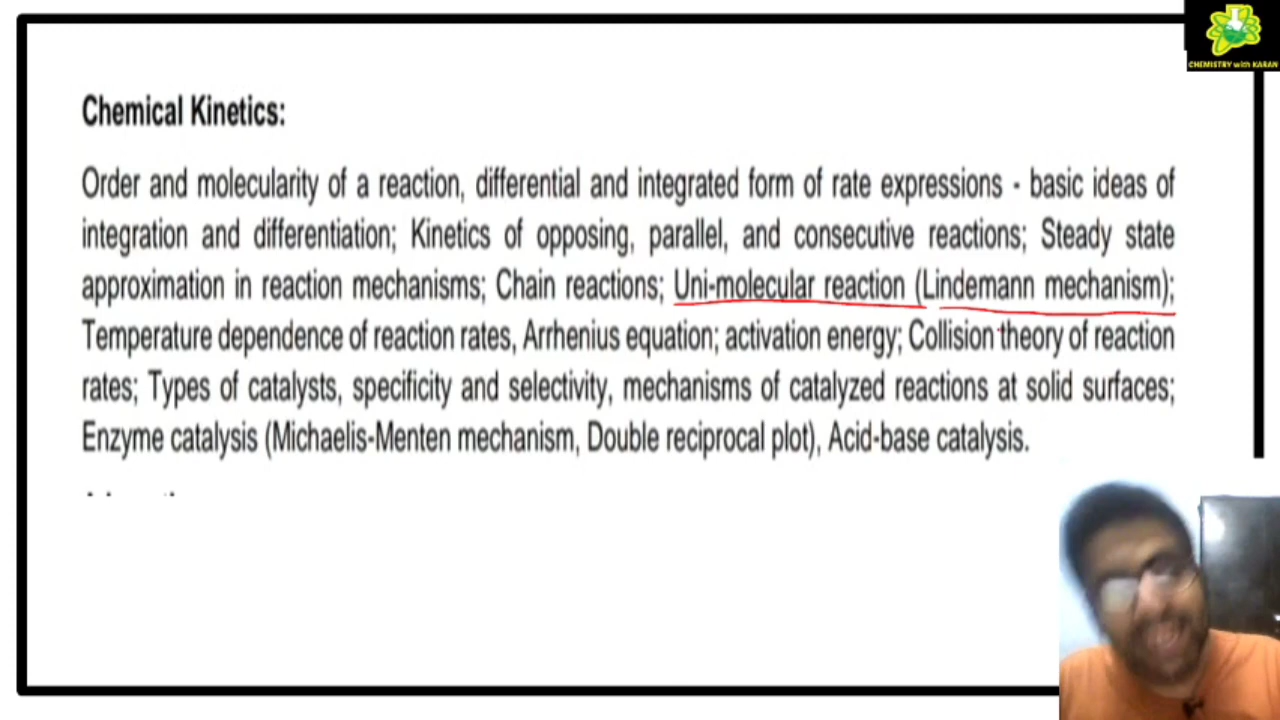 CHEMISTRY with KARAN
Chemical Kinetics:
Order and molecularity of a reaction, differential and integrated form of rate expressions - basic ideas of
integration and differentiation; Kinetics of opposing, parallel, and consecutive reactions; Steady state
approximation in reaction mechanisms; Chain reactions; Uni-molecular reaction (Lindemann mechanism);
Temperature dependence of reaction rates, Arrhenius equation; activation energy; Collision theory of reaction
rates; Types of catalysts, specificity and selectivity, mechanisms of catalyzed reactions at solid surfaces;
Enzyme catalysis (Michaelis-Menten mechanism, Double reciprocal plot), Acid-base catalysis.